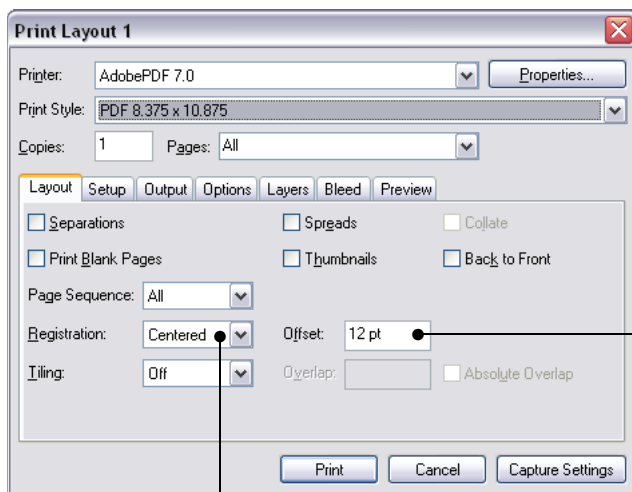 Print Layout 1
Printer: AdobePDF 7.0 Properties...
Print Style: PDF 8.375 x 10.875
Copies: 1 Pages: All
Layout Setup Output Options Layers Bleed Preview
Separations Spreads Collate
Print Blank Pages Thumbnails Back to Front
Page Sequence: All
Registration: Centered Offset: 12 pt
Tiling: Off Overlap: Absolute Overlap
Print Cancel Capture Settings